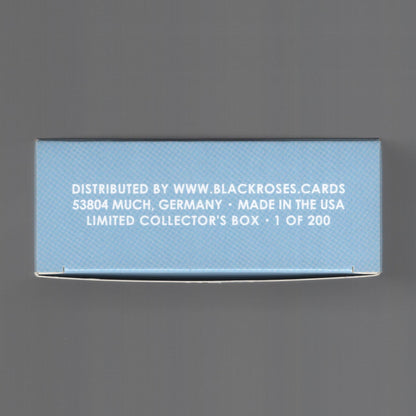 DISTRIBUTED BY WWW.BLACKROSES.CARDS
53804 MUCH, GERMANY · MADE IN THE USA
LIMITED COLLECTOR'S BOX · 1 OF 200